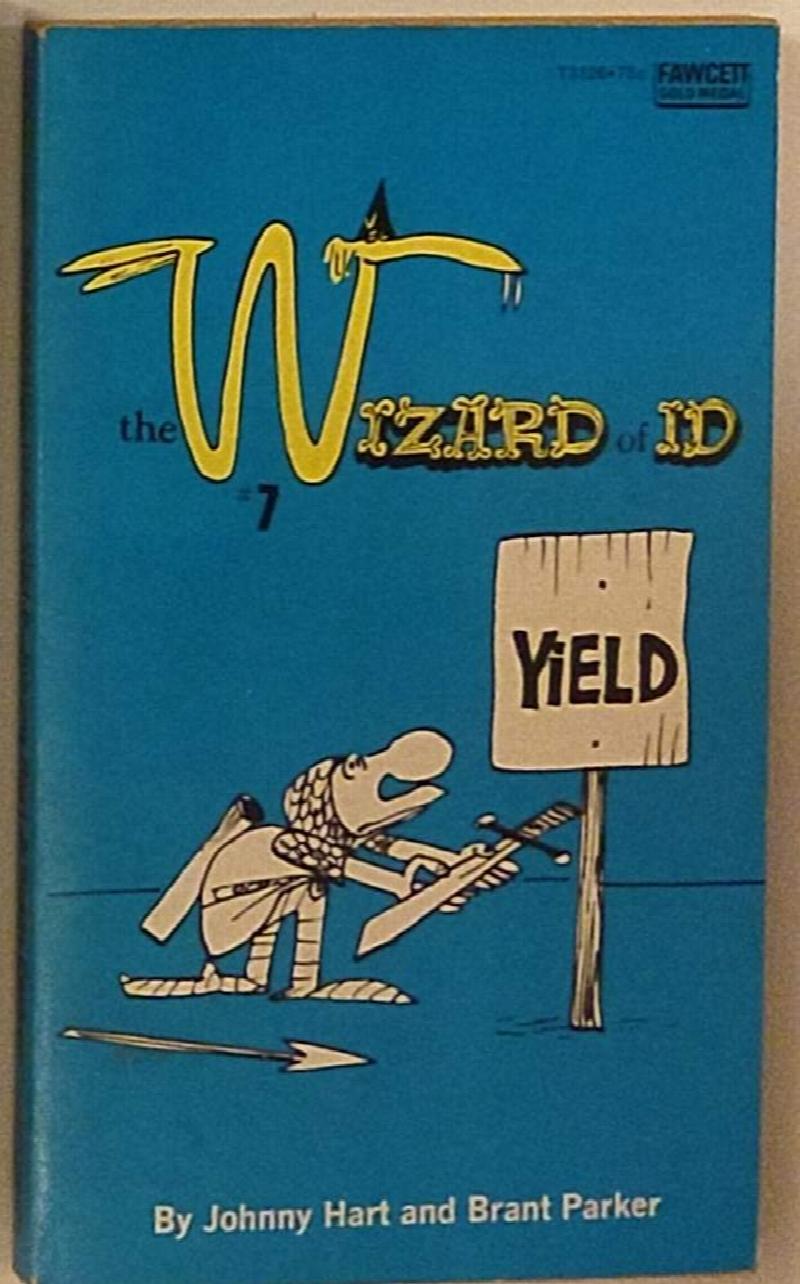 FAWCETT
GOLD MEDAL
the WIZARD of ID
#7
YiELD
By Johnny Hart and Brant Parker